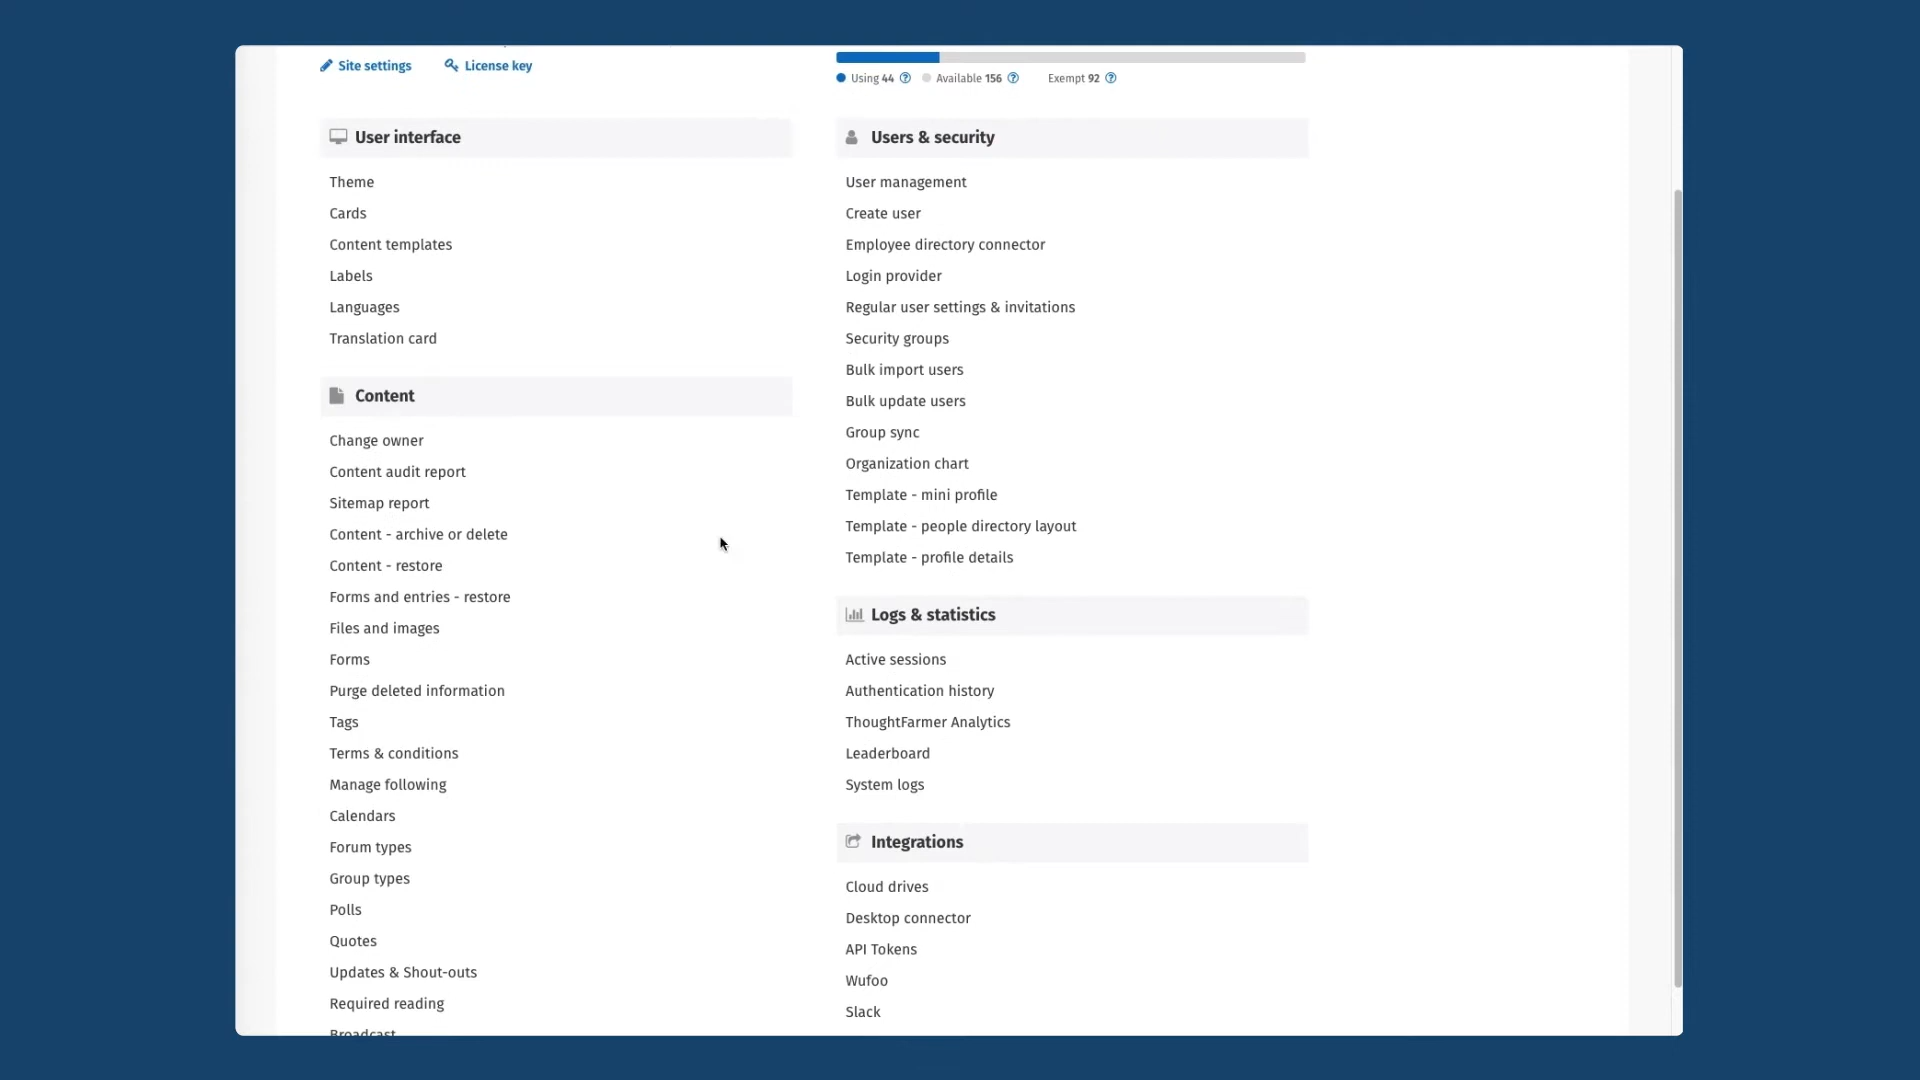 Site settings
License key
Using 44
Available 156
Exempt 92
User interface
Theme
Cards
Content templates
Labels
Languages
Translation card
Content
Change owner
Content audit report
Sitemap report
Content - archive or delete
Content - restore
Forms and entries - restore
Files and images
Forms
Purge deleted information
Tags
Terms & conditions
Manage following
Calendars
Forum types
Group types
Polls
Quotes
Updates & Shout-outs
Required reading
Broadcast
Users & security
User management
Create user
Employee directory connector
Login provider
Regular user settings & invitations
Security groups
Bulk import users
Bulk update users
Group sync
Organization chart
Template - mini profile
Template - people directory layout
Template - profile details
Logs & statistics
Active sessions
Authentication history
ThoughtFarmer Analytics
Leaderboard
System logs
Integrations
Cloud drives
Desktop connector
API Tokens
Wufoo
Slack